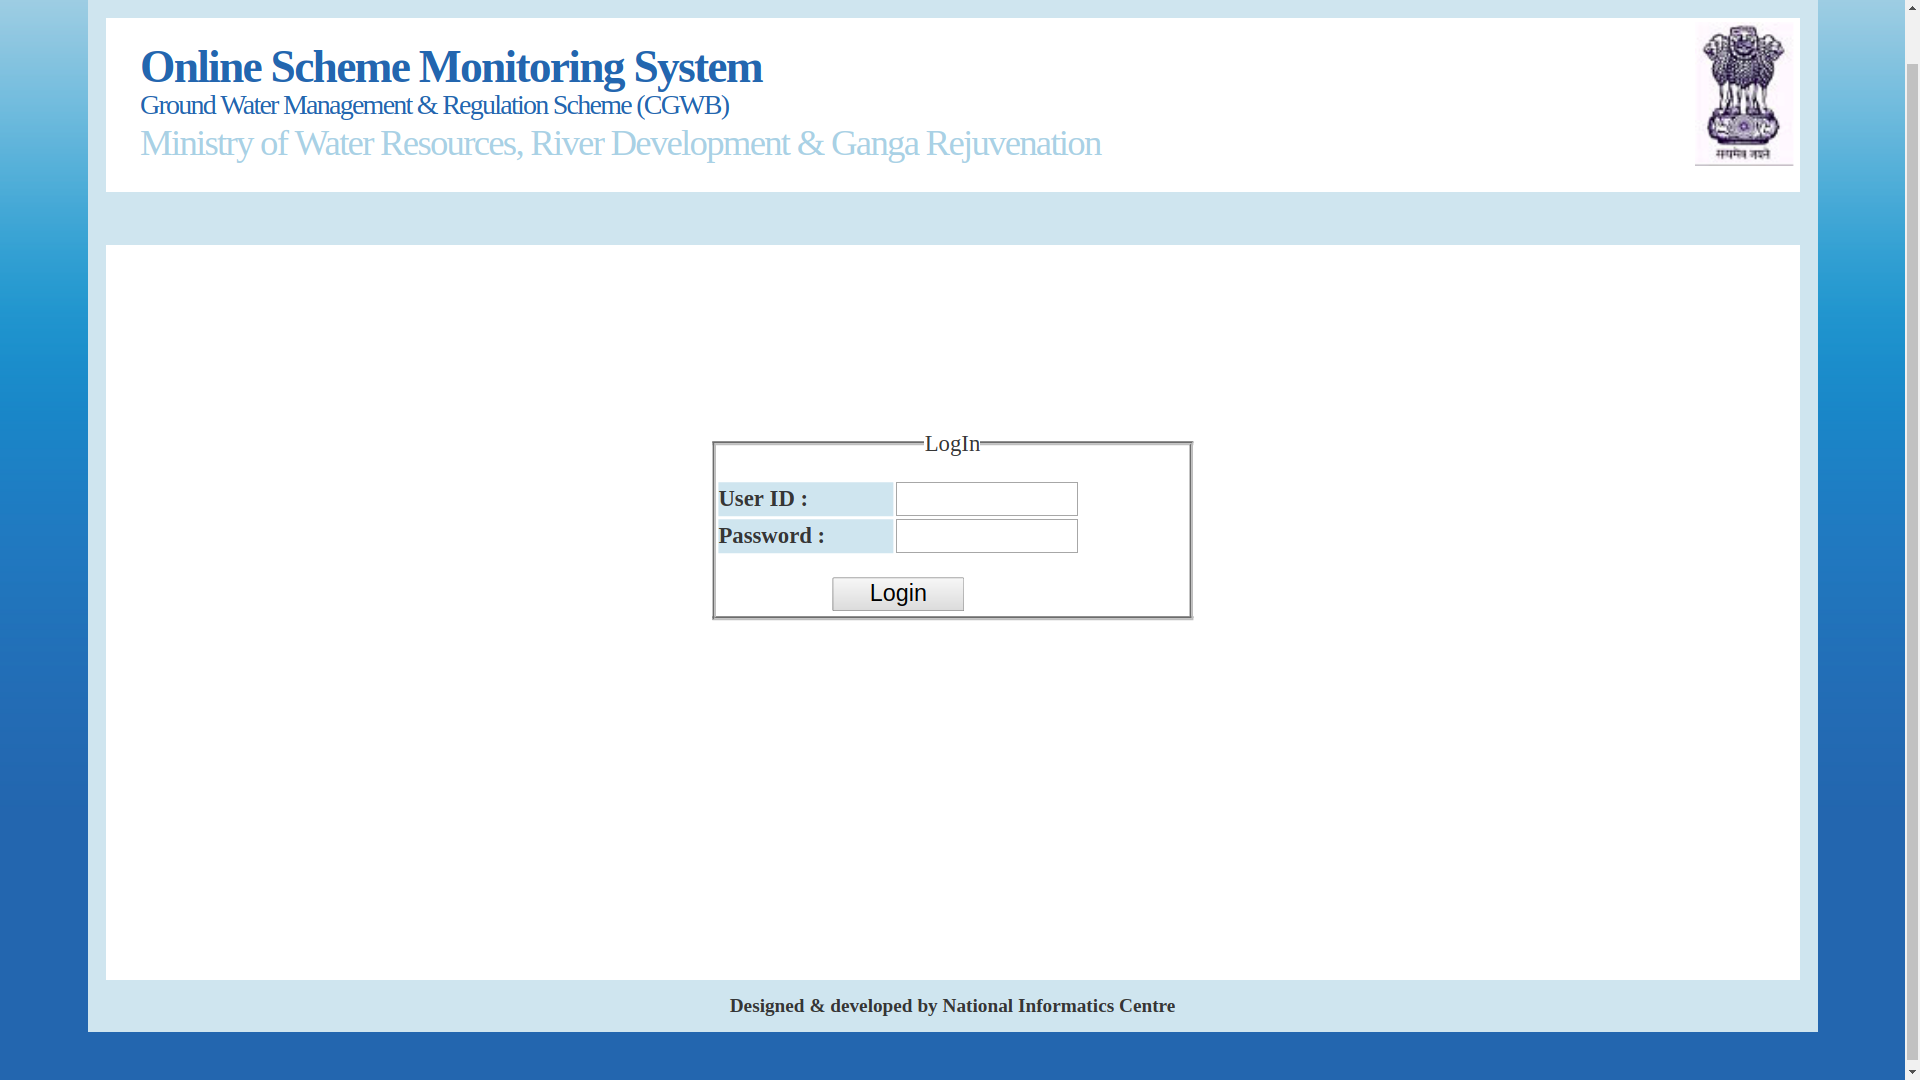 Online Scheme Monitoring System
Ground Water Management & Regulation Scheme (CGWB)
Ministry of Water Resources, River Development & Ganga Rejuvenation
सत्यमेव जयते
LogIn
User ID :
Password :
Login
Designed & developed by National Informatics Centre